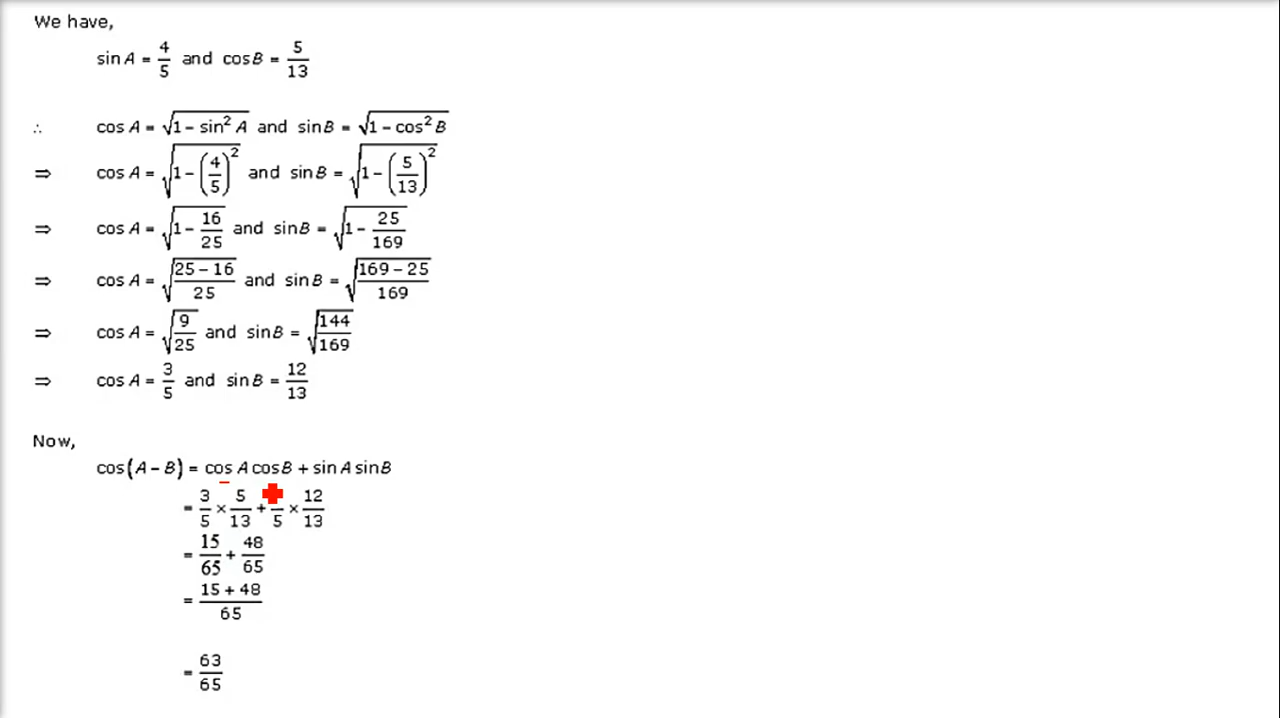 We have,
sin A = 4/5 and cos B = 5/13
∴ cos A = √(1 − sin² A) and sin B = √(1 − cos² B)
⇒ cos A = √(1 − (4/5)²) and sin B = √(1 − (5/13)²)
⇒ cos A = √(1 − 16/25) and sin B = √(1 − 25/169)
⇒ cos A = √((25 − 16)/25) and sin B = √((169 − 25)/169)
⇒ cos A = √(9/25) and sin B = √(144/169)
⇒ cos A = 3/5 and sin B = 12/13
Now,
cos(A − B) = cos A cos B + sin A sin B
= 3/5 × 5/13 + /5 × 12/13
= 15/65 + 48/65
= (15 + 48)/65
= 63/65